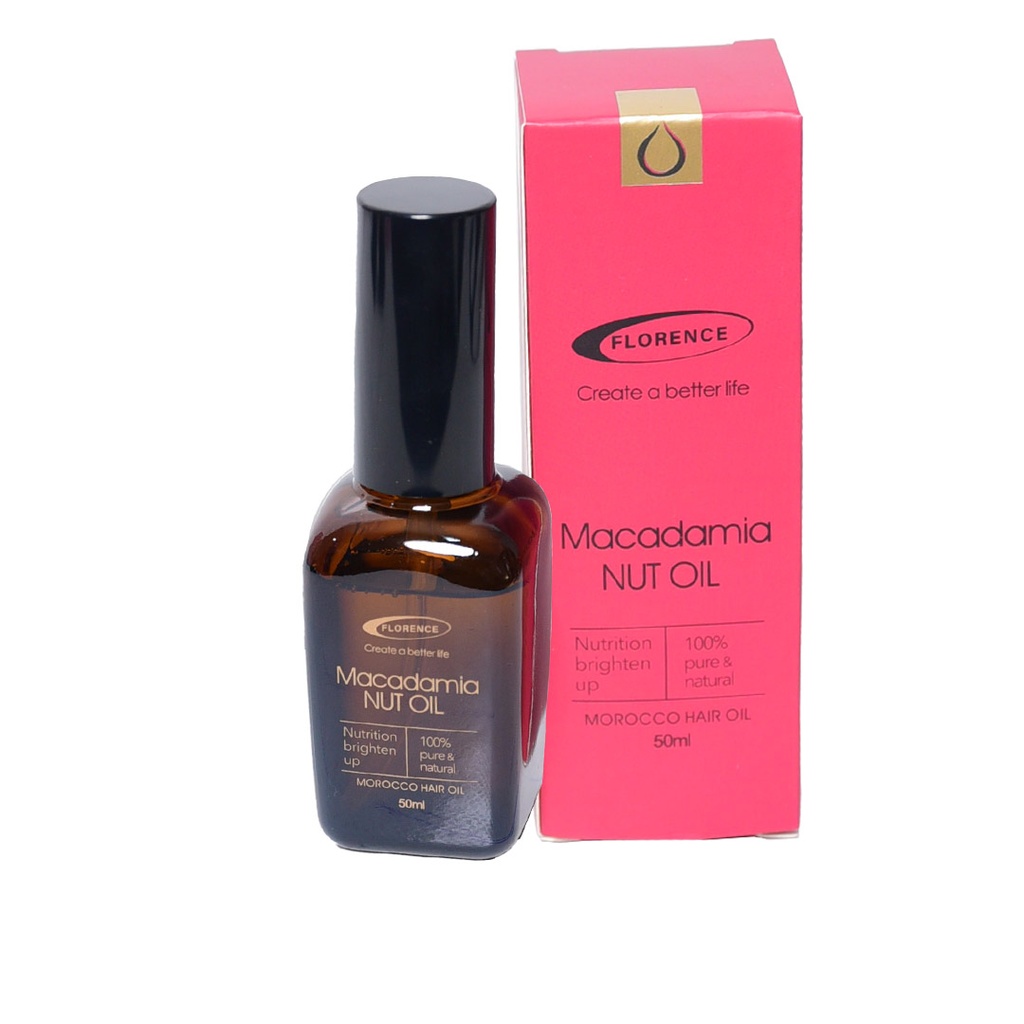 FLORENCE
Create a better life
Macadamia
NUT OIL
Nutrition
brighten
up
100%
pure &
natural
MOROCCO HAIR OIL
50ml
FLORENCE
Create a better life
Macadamia
NUT OIL
Nutrition
brighten
up
100%
pure &
natural
MOROCCO HAIR OIL
50ml